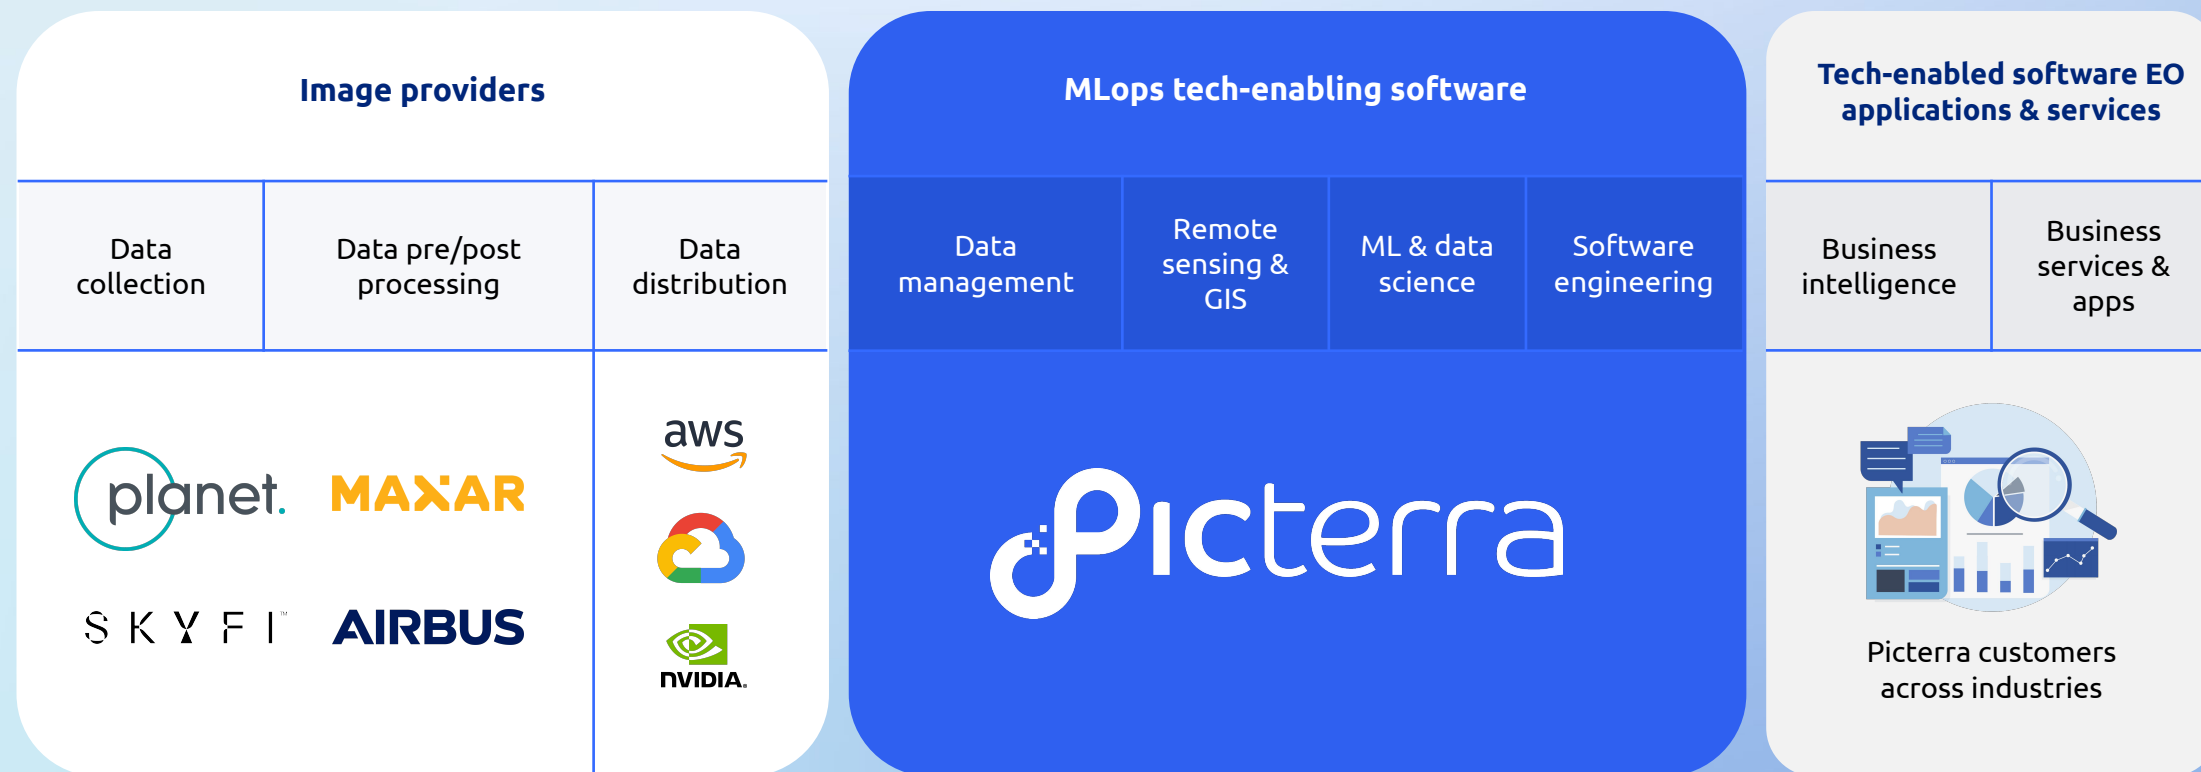 Image providers
MLops tech-enabling software
Tech-enabled software EO
applications & services
Data
collection
Data pre/post
processing
Data
distribution
Data
management
Remote
sensing &
GIS
ML & data
science
Software
engineering
Business
intelligence
Business
services &
apps
planet.
MAXAR
SKYFI™
AIRBUS
aws
NVIDIA.
Picterra
Picterra customers
across industries